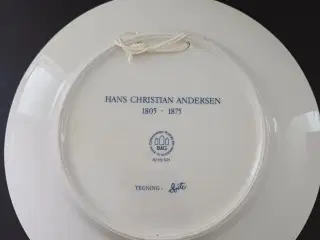 HANS CHRISTIAN ANDERSEN
1805 - 1875
B&G
TEGNING: